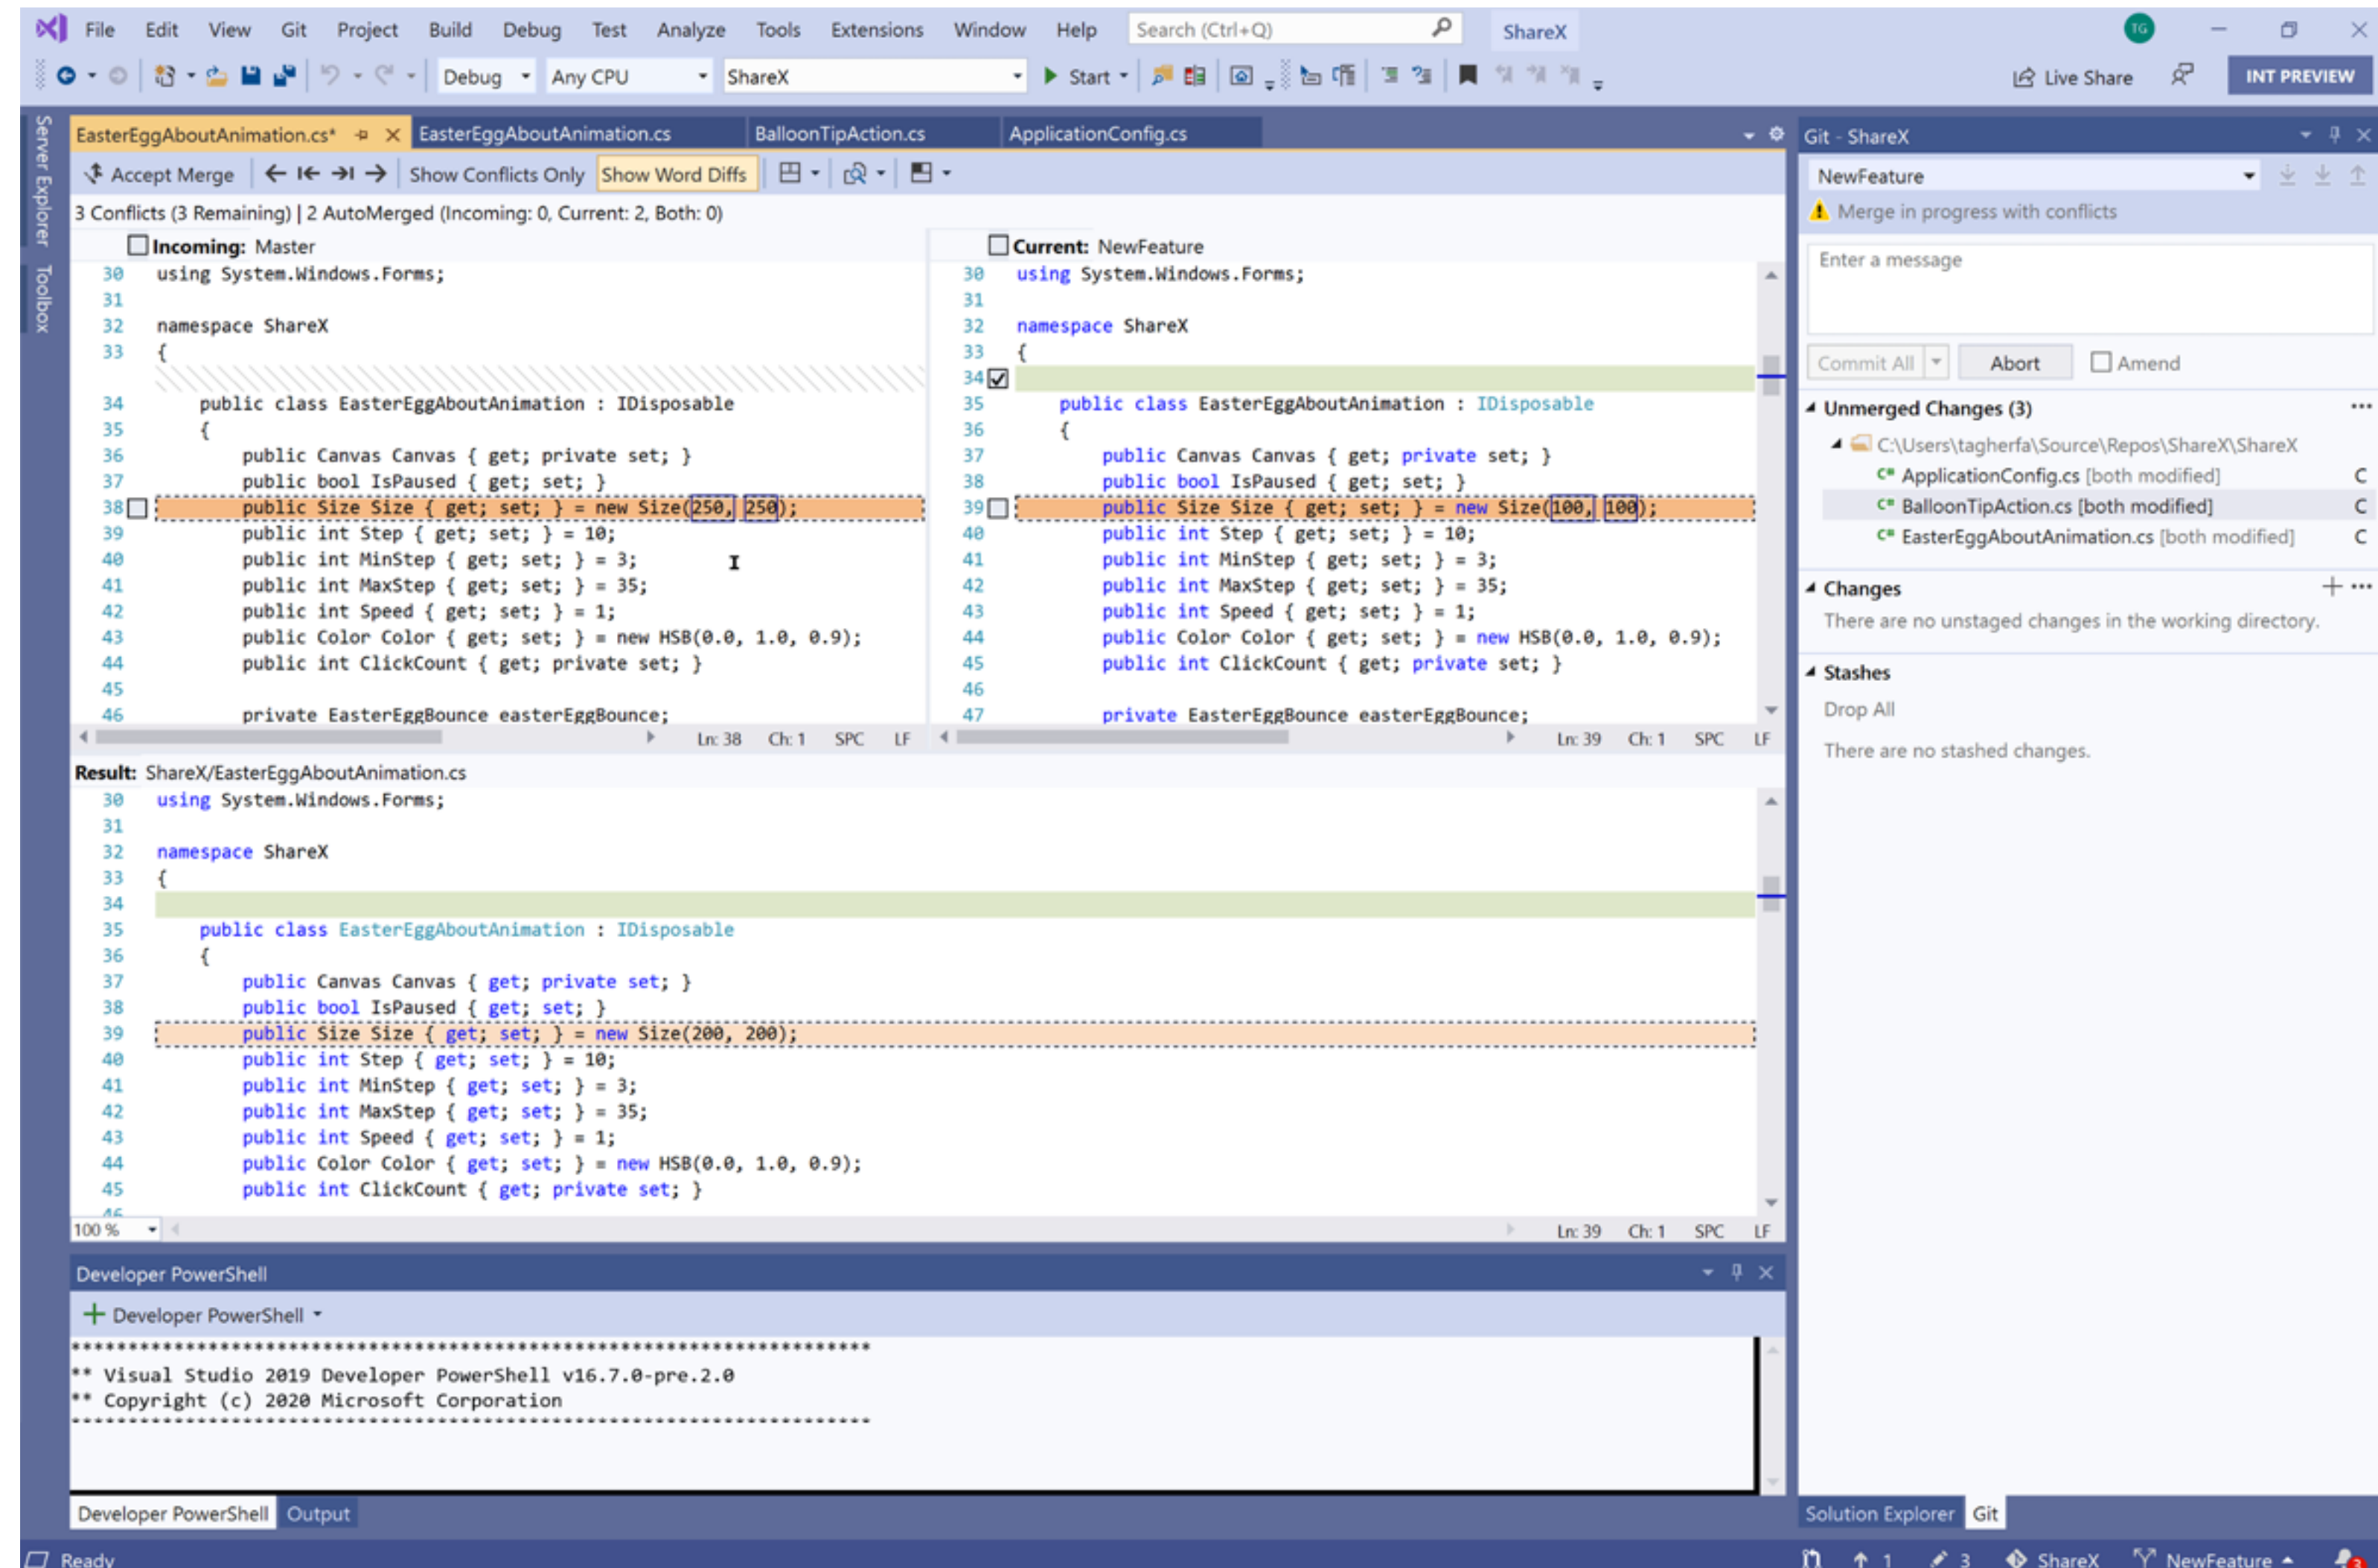 File Edit View Git Project Build Debug Test Analyze Tools Extensions Window Help Search (Ctrl+Q) ShareX TG
Debug Any CPU ShareX Start Live Share INT PREVIEW
Server Explorer
Toolbox
EasterEggAboutAnimation.cs* EasterEggAboutAnimation.cs BalloonTipAction.cs ApplicationConfig.cs
Accept Merge Show Conflicts Only Show Word Diffs
3 Conflicts (3 Remaining) | 2 AutoMerged (Incoming: 0, Current: 2, Both: 0)
Incoming: Master
30 using System.Windows.Forms;
31
32 namespace ShareX
33 {
34 public class EasterEggAboutAnimation : IDisposable
35 {
36 public Canvas Canvas { get; private set; }
37 public bool IsPaused { get; set; }
38 public Size Size { get; set; } = new Size(250, 250);
39 public int Step { get; set; } = 10;
40 public int MinStep { get; set; } = 3;
41 public int MaxStep { get; set; } = 35;
42 public int Speed { get; set; } = 1;
43 public Color Color { get; set; } = new HSB(0.0, 1.0, 0.9);
44 public int ClickCount { get; private set; }
45
46 private EasterEggBounce easterEggBounce;
Ln: 38 Ch: 1 SPC LF
Current: NewFeature
30 using System.Windows.Forms;
31
32 namespace ShareX
33 {
34
35 public class EasterEggAboutAnimation : IDisposable
36 {
37 public Canvas Canvas { get; private set; }
38 public bool IsPaused { get; set; }
39 public Size Size { get; set; } = new Size(100, 100);
40 public int Step { get; set; } = 10;
41 public int MinStep { get; set; } = 3;
42 public int MaxStep { get; set; } = 35;
43 public int Speed { get; set; } = 1;
44 public Color Color { get; set; } = new HSB(0.0, 1.0, 0.9);
45 public int ClickCount { get; private set; }
46
47 private EasterEggBounce easterEggBounce;
Ln: 39 Ch: 1 SPC LF
Result: ShareX/EasterEggAboutAnimation.cs
30 using System.Windows.Forms;
31
32 namespace ShareX
33 {
34
35 public class EasterEggAboutAnimation : IDisposable
36 {
37 public Canvas Canvas { get; private set; }
38 public bool IsPaused { get; set; }
39 public Size Size { get; set; } = new Size(200, 200);
40 public int Step { get; set; } = 10;
41 public int MinStep { get; set; } = 3;
42 public int MaxStep { get; set; } = 35;
43 public int Speed { get; set; } = 1;
44 public Color Color { get; set; } = new HSB(0.0, 1.0, 0.9);
45 public int ClickCount { get; private set; }
46
100 % Ln: 39 Ch: 1 SPC LF
Developer PowerShell
Developer PowerShell
**************************************************************************
** Visual Studio 2019 Developer PowerShell v16.7.0-pre.2.0
** Copyright (c) 2020 Microsoft Corporation
**************************************************************************
Developer PowerShell Output
Git - ShareX
NewFeature
Merge in progress with conflicts
Enter a message
Commit All Abort Amend
Unmerged Changes (3)
C:\Users\tagherfa\Source\Repos\ShareX\ShareX
C# ApplicationConfig.cs [both modified] C
C# BalloonTipAction.cs [both modified] C
C# EasterEggAboutAnimation.cs [both modified] C
Changes
There are no unstaged changes in the working directory.
Stashes
Drop All
There are no stashed changes.
Solution Explorer Git
Ready 1 3 ShareX NewFeature 3